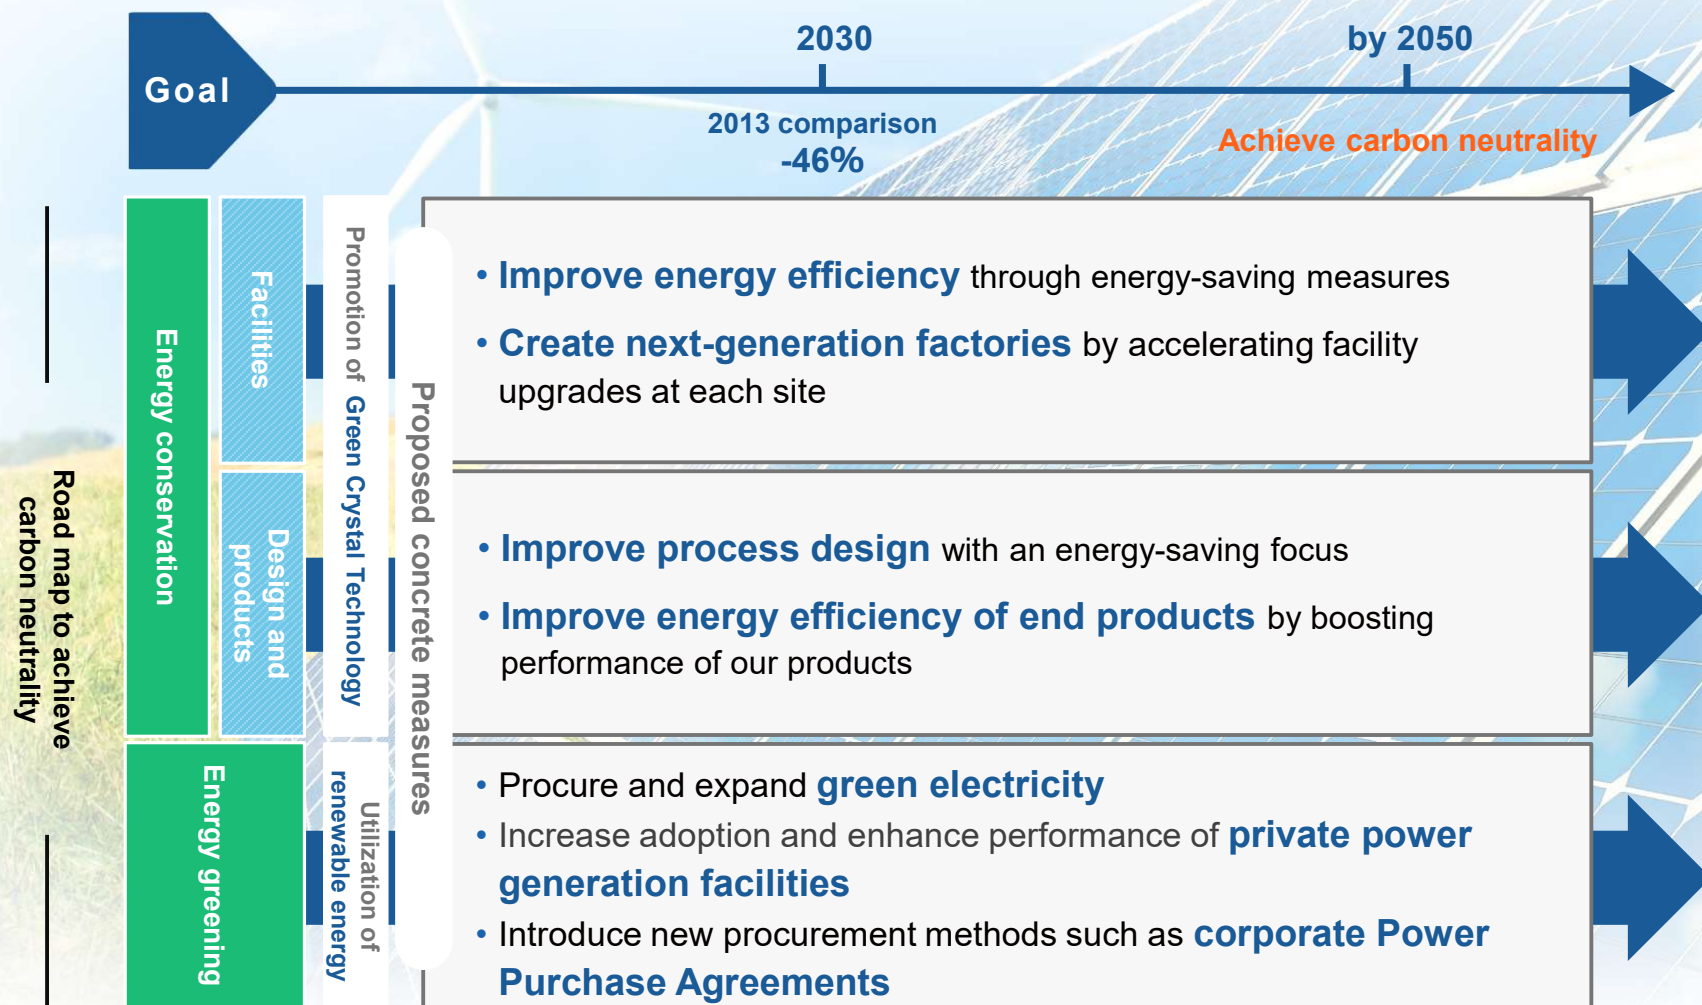 Goal
2030
by 2050
2013 comparison
-46%
Achieve carbon neutrality
Road map to achieve
carbon neutrality
Energy conservation
Facilities
Design and
products
Promotion of Green Crystal Technology
Proposed concrete measures
• Improve energy efficiency through energy-saving measures
• Create next-generation factories by accelerating facility
upgrades at each site
• Improve process design with an energy-saving focus
• Improve energy efficiency of end products by boosting
performance of our products
Energy greening
Utilization of
renewable energy
• Procure and expand green electricity
• Increase adoption and enhance performance of private power
generation facilities
• Introduce new procurement methods such as corporate Power
Purchase Agreements